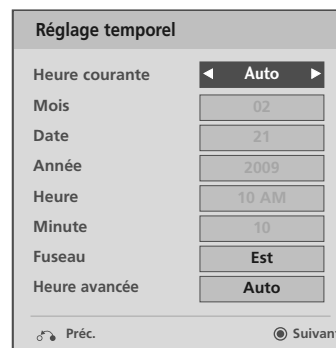 Réglage temporel
Heure courante ◀ Auto ▶
Mois 02
Date 21
Année 2009
Heure 10 AM
Minute 10
Fuseau Est
Heure avancée Auto
Préc. Suivant